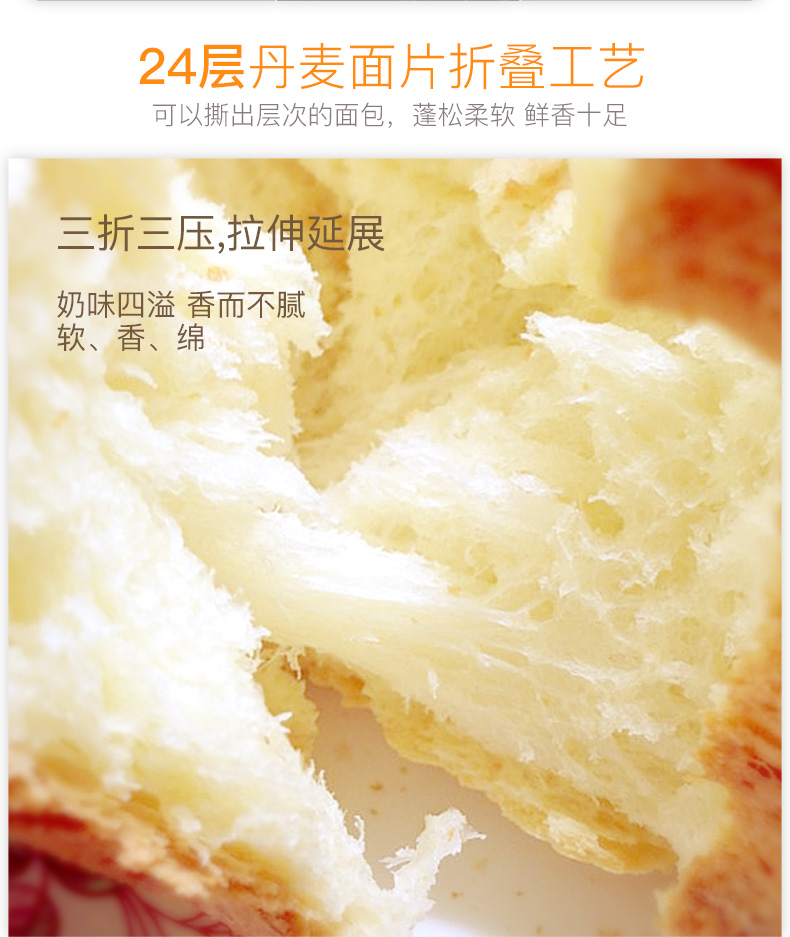 24层丹麦面片折叠工艺
可以撕出层次的面包，蓬松柔软 鲜香十足
三折三压,拉伸延展
奶味四溢 香而不腻
软、香、绵